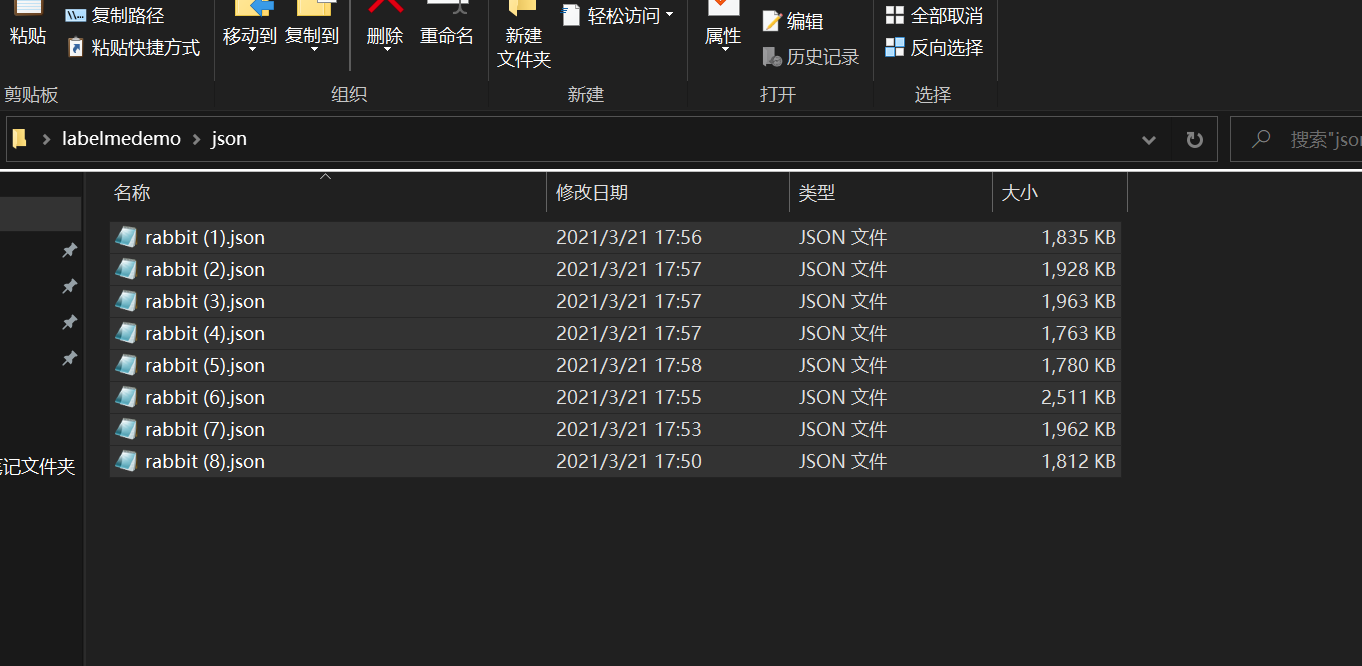 复制路径
轻松访问
编辑
全部取消
粘贴
粘贴快捷方式
移动到 复制到 删除 重命名 新建
文件夹
属性
历史记录
反向选择
剪贴板 组织 新建 打开 选择
labelmedemo json
搜索"json
名称 修改日期 类型 大小
rabbit (1).json 2021/3/21 17:56 JSON 文件 1,835 KB
rabbit (2).json 2021/3/21 17:57 JSON 文件 1,928 KB
rabbit (3).json 2021/3/21 17:57 JSON 文件 1,963 KB
rabbit (4).json 2021/3/21 17:57 JSON 文件 1,763 KB
rabbit (5).json 2021/3/21 17:58 JSON 文件 1,780 KB
rabbit (6).json 2021/3/21 17:55 JSON 文件 2,511 KB
rabbit (7).json 2021/3/21 17:53 JSON 文件 1,962 KB
rabbit (8).json 2021/3/21 17:50 JSON 文件 1,812 KB
记文件夹